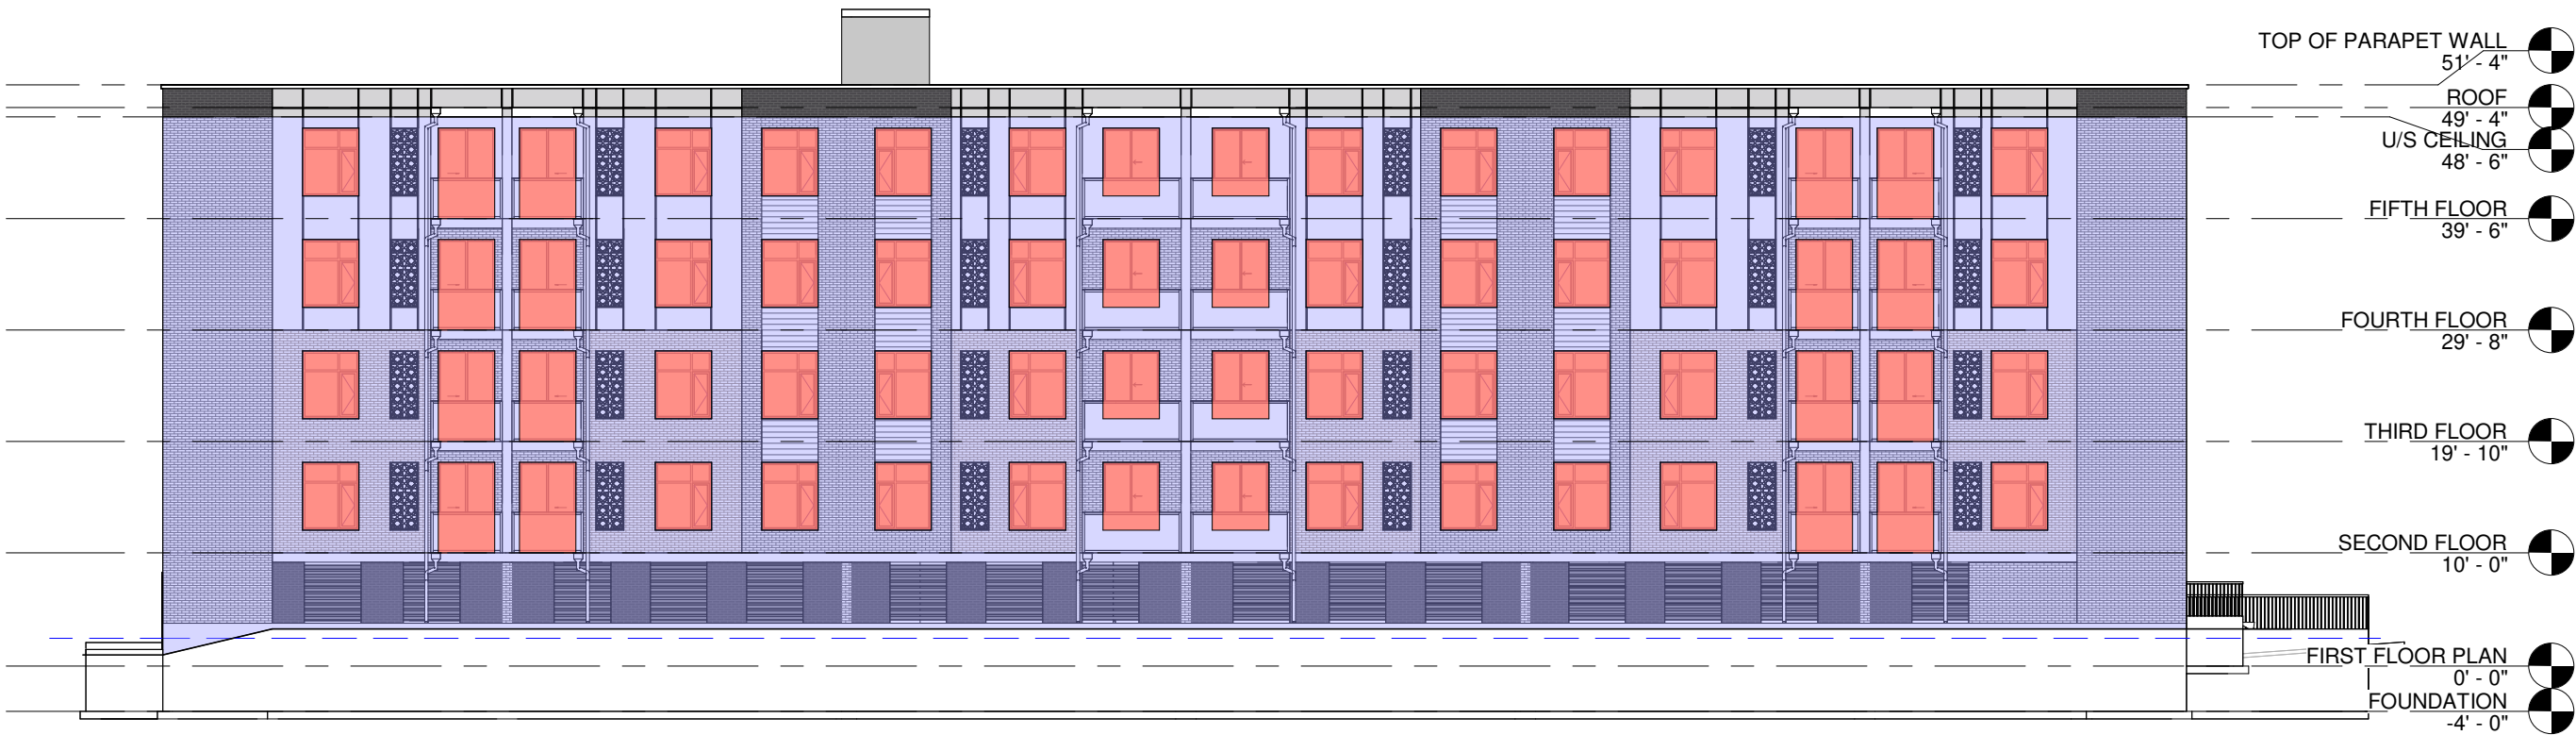 TOP OF PARAPET WALL
51' - 4"
ROOF
49' - 4"
U/S CEILING
48' - 6"
FIFTH FLOOR
39' - 6"
FOURTH FLOOR
29' - 8"
THIRD FLOOR
19' - 10"
SECOND FLOOR
10' - 0"
FIRST FLOOR PLAN
0' - 0"
FOUNDATION
-4' - 0"